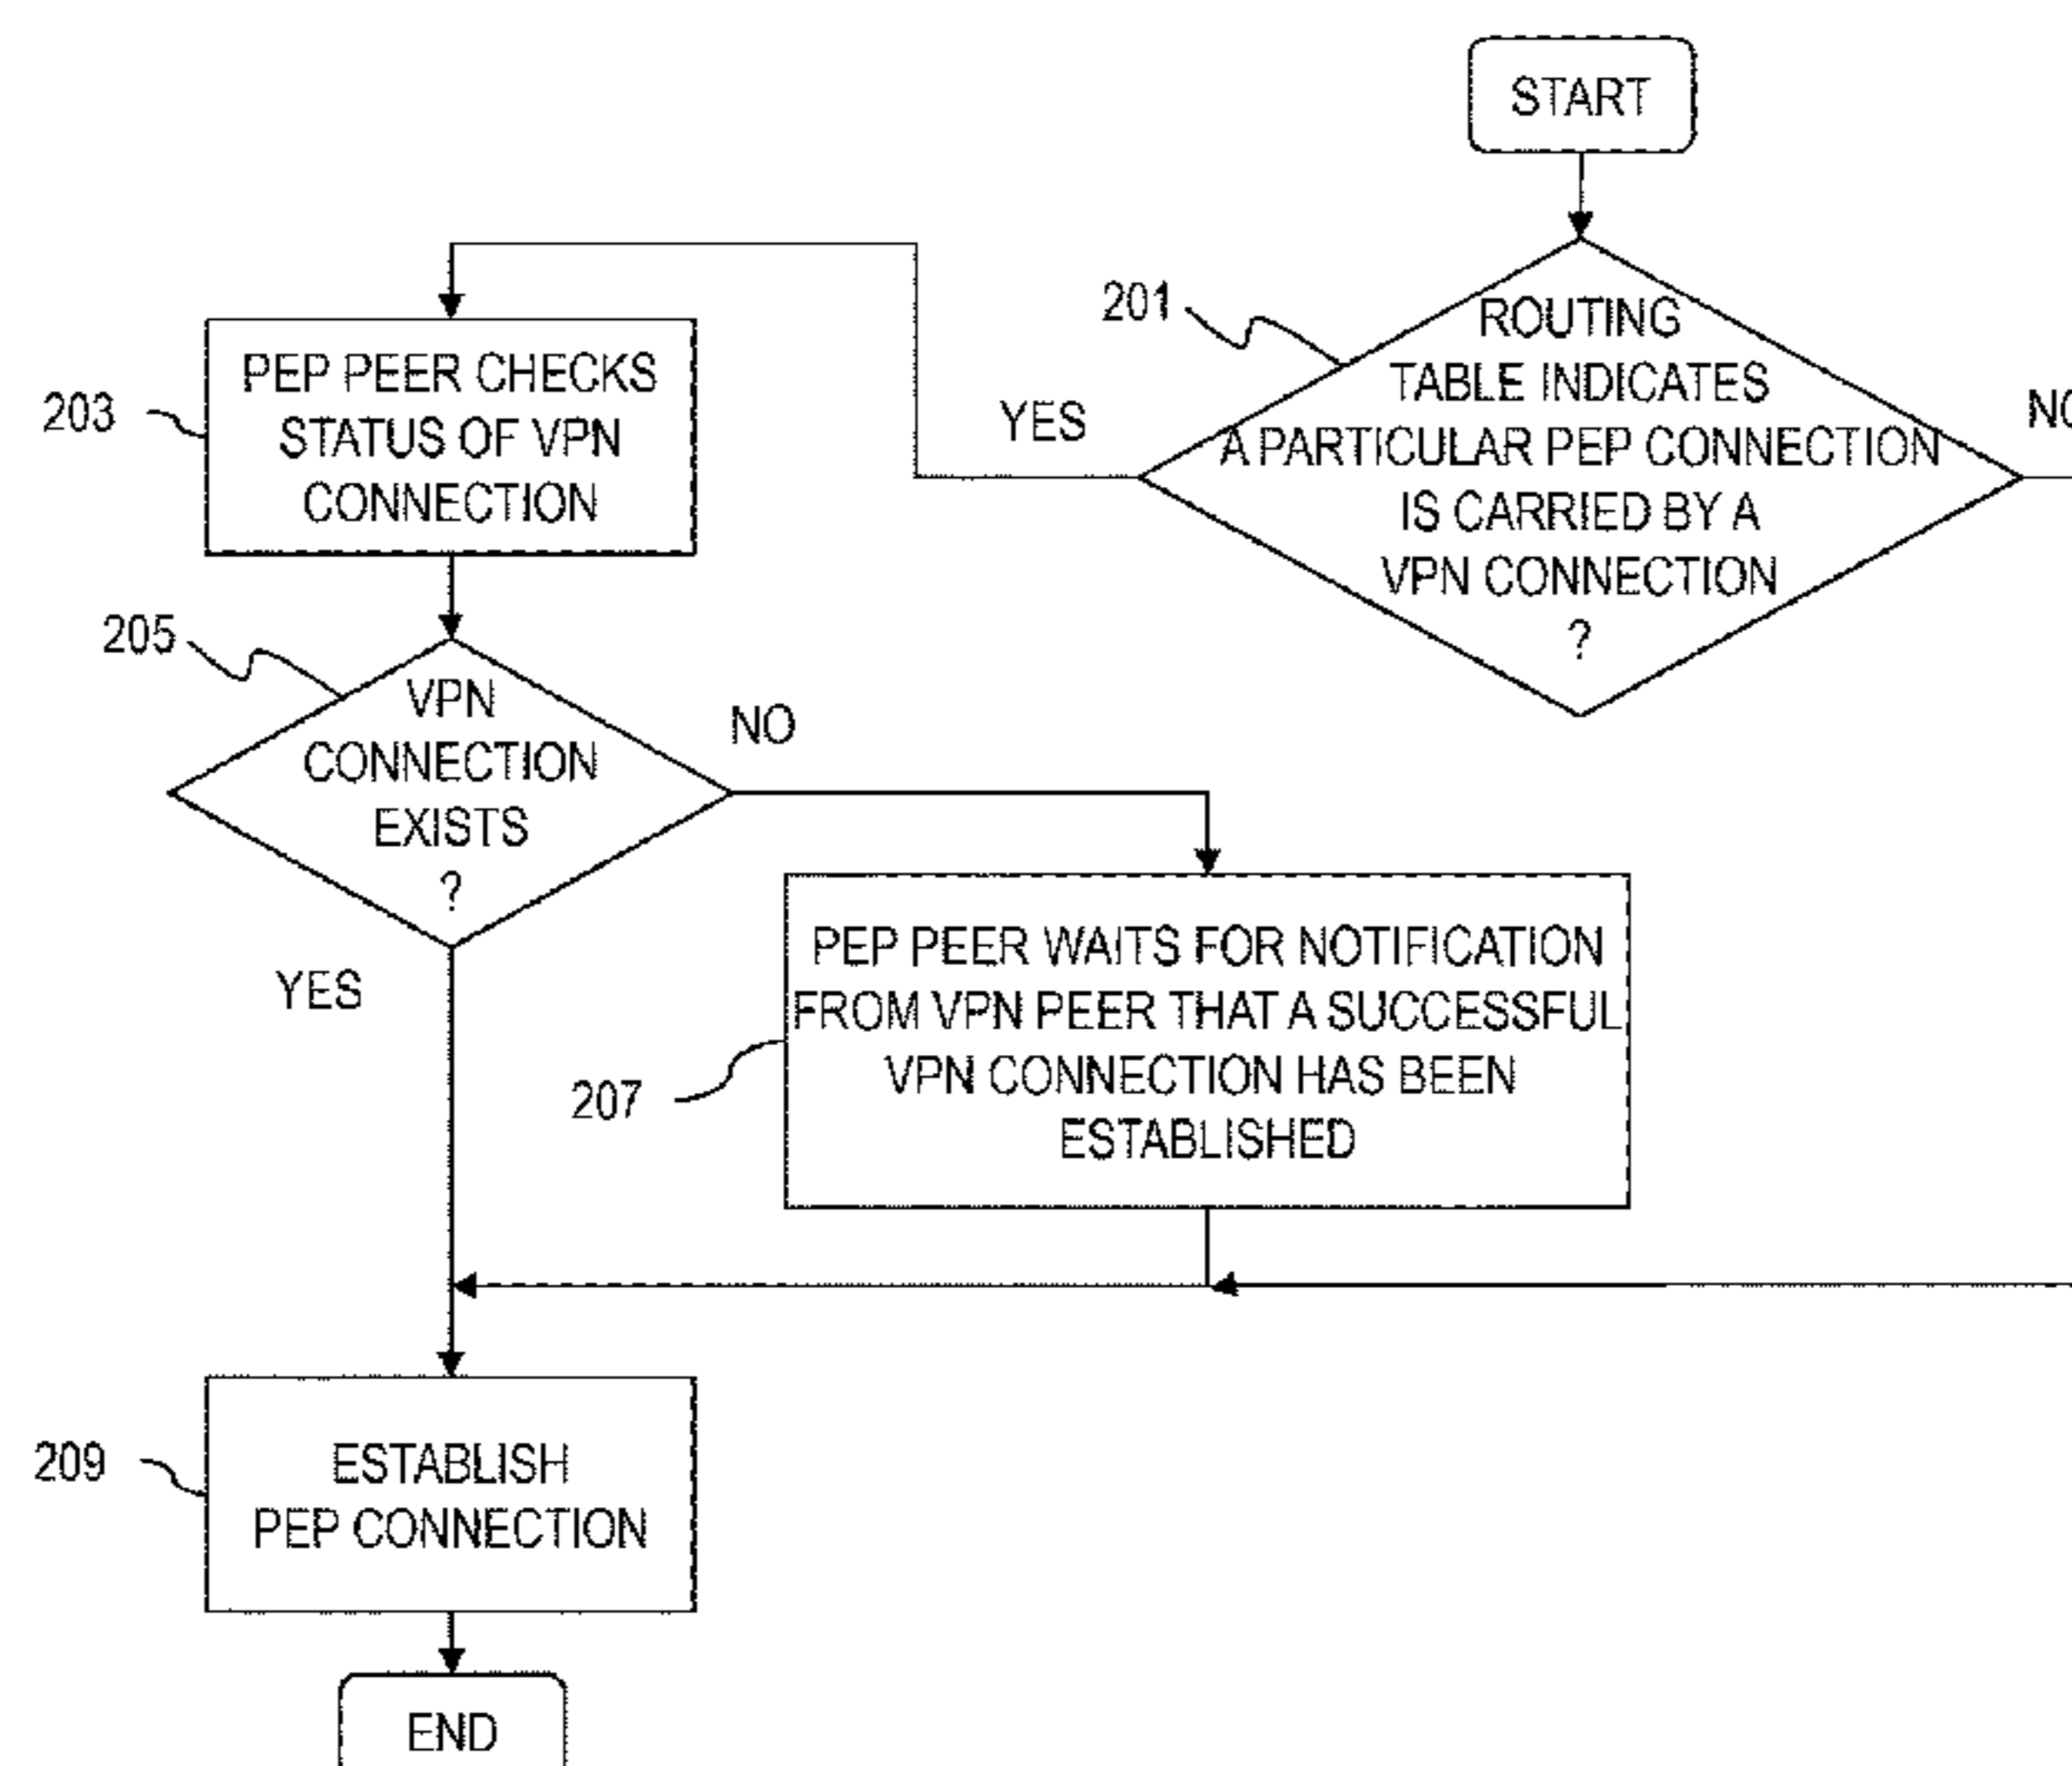 START
201
ROUTING
TABLE INDICATES
A PARTICULAR PEP CONNECTION
IS CARRIED BY A
VPN CONNECTION
?
YES
NO
203
PEP PEER CHECKS
STATUS OF VPN
CONNECTION
205
VPN
CONNECTION
EXISTS
?
NO
YES
207
PEP PEER WAITS FOR NOTIFICATION
FROM VPN PEER THAT A SUCCESSFUL
VPN CONNECTION HAS BEEN
ESTABLISHED
209
ESTABLISH
PEP CONNECTION
END